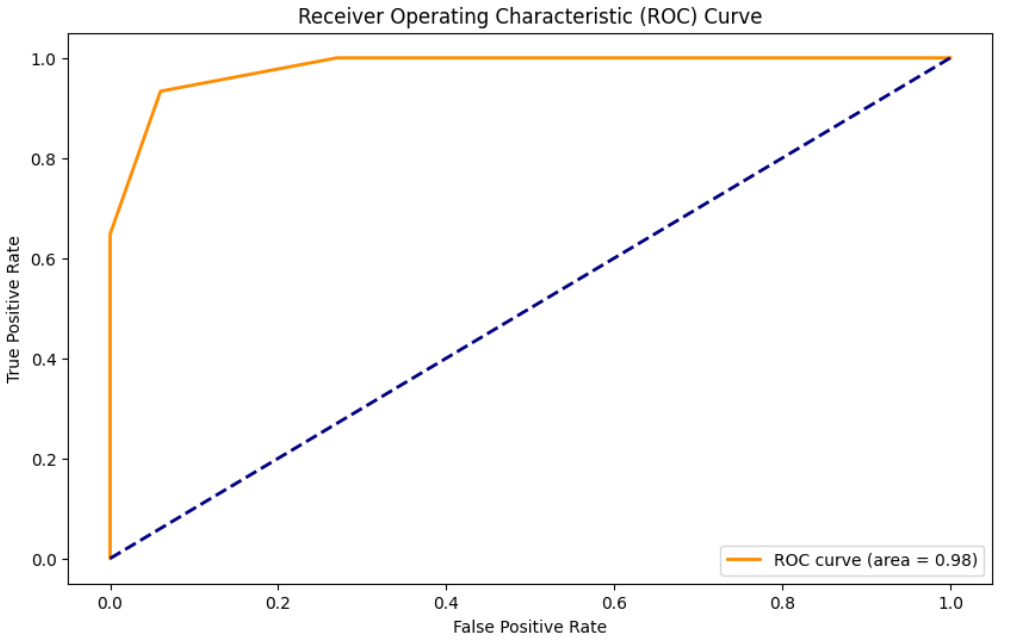 Receiver Operating Characteristic (ROC) Curve
1.0
0.8
0.6
0.4
0.2
0.0
True Positive Rate
ROC curve (area = 0.98)
0.0 0.2 0.4 0.6 0.8 1.0
False Positive Rate